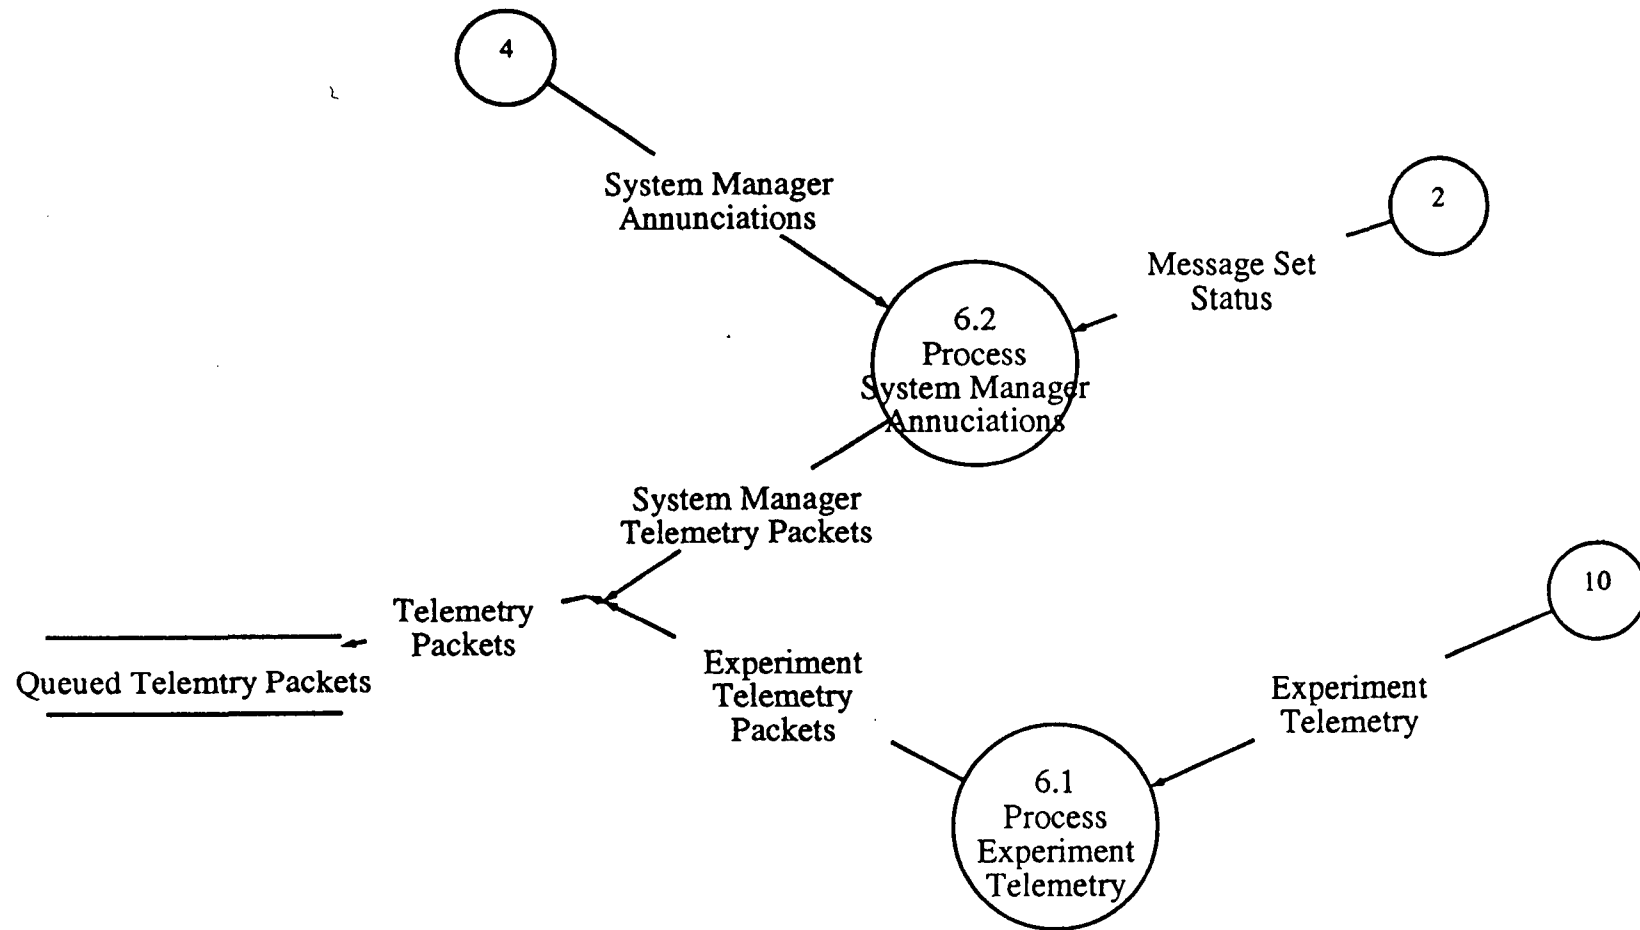 4
System Manager
Annunciations
2
Message Set
Status
6.2
Process
System Manager
Annuciations
System Manager
Telemetry Packets
10
Telemetry
Packets
Queued Telemtry Packets
Experiment
Telemetry
Packets
Experiment
Telemetry
6.1
Process
Experiment
Telemetry